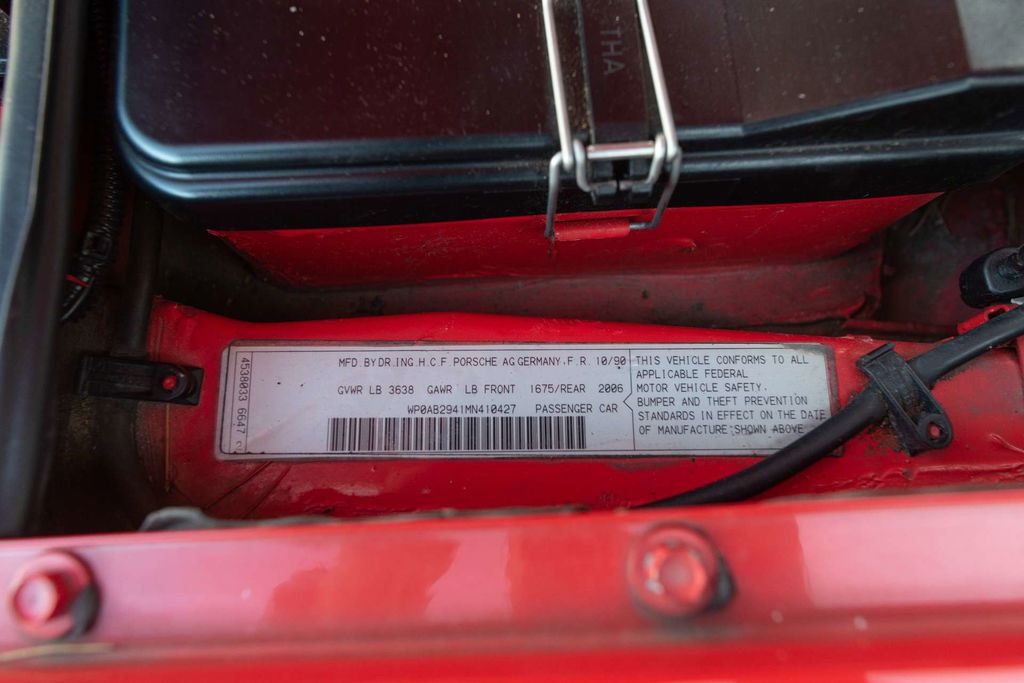 THA
MFD. BY DR. ING. H. C. F. PORSCHE AG GERMANY, F. R. 10/90
GVWR LB 3638 GAWR LB FRONT 1675/REAR 2006
WP0AB2941MN410427 PASSENGER CAR
THIS VEHICLE CONFORMS TO ALL
APPLICABLE FEDERAL
MOTOR VEHICLE SAFETY,
BUMPER AND THEFT PREVENTION
STANDARDS IN EFFECT ON THE DATE
OF MANUFACTURE SHOWN ABOVE
4538033 6647